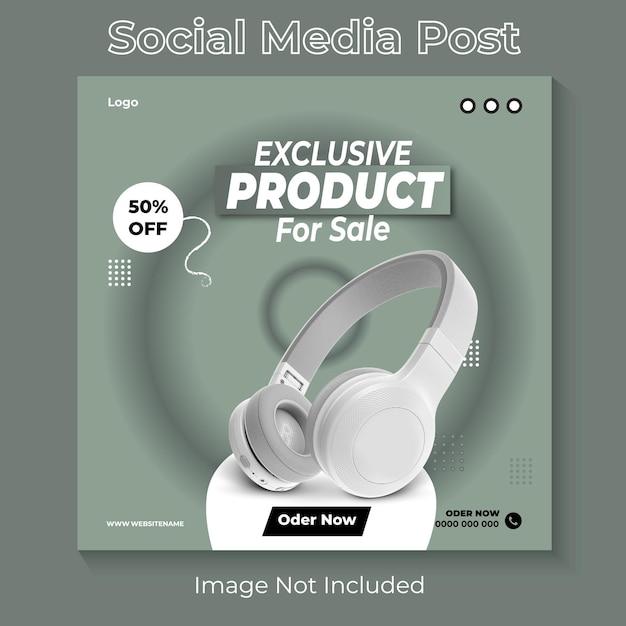 Social Media Post
Logo
EXCLUSIVE
PRODUCT
For Sale
50%
OFF
Oder Now
WWW.WEBSITENAME
ORDER NOW
0000 000 000
Image Not Included